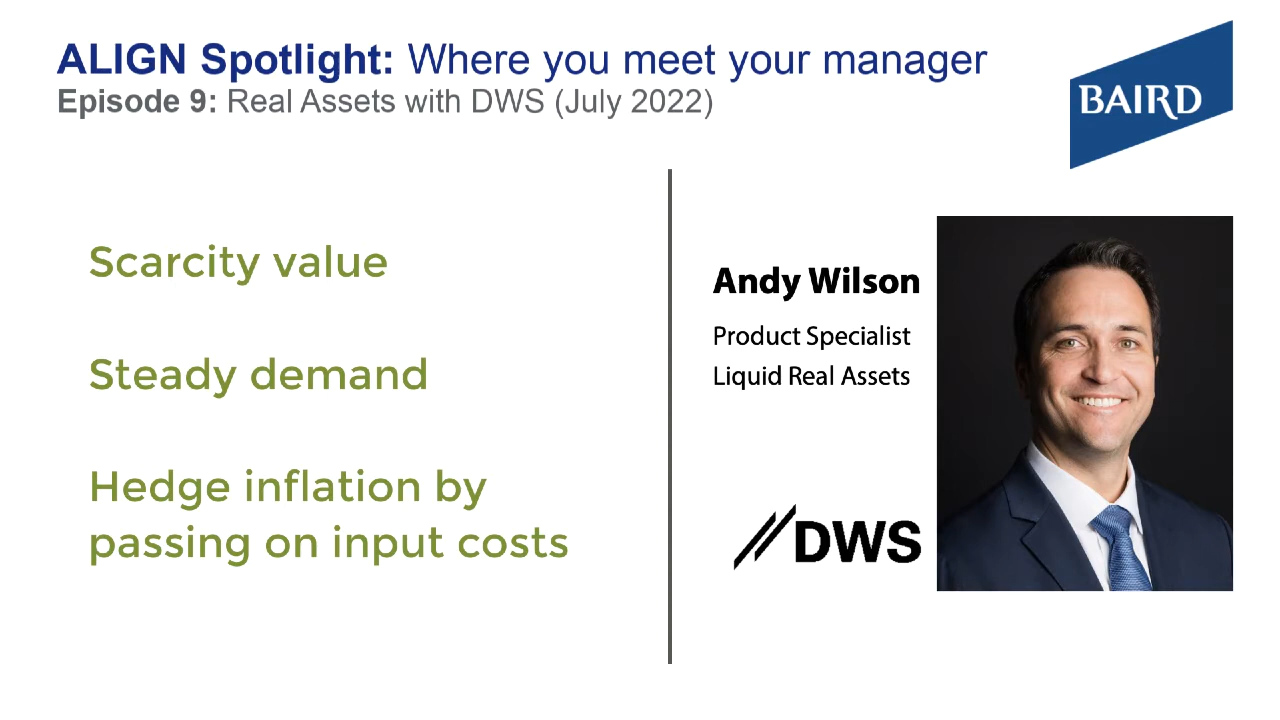 ALIGN Spotlight: Where you meet your manager
Episode 9: Real Assets with DWS (July 2022)
BAIRD
Scarcity value
Steady demand
Hedge inflation by
passing on input costs
Andy Wilson
Product Specialist
Liquid Real Assets
DWS